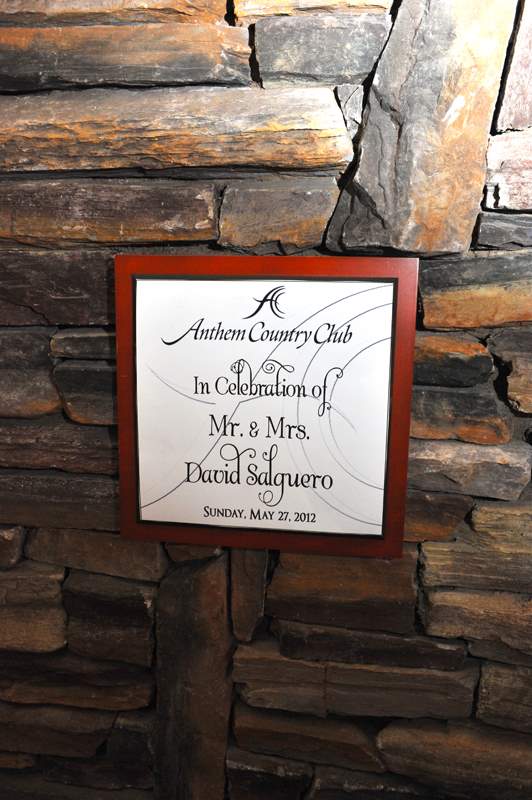 Anthem Country Club
In Celebration of
Mr. & Mrs.
David Salguero
Sunday, May 27, 2012